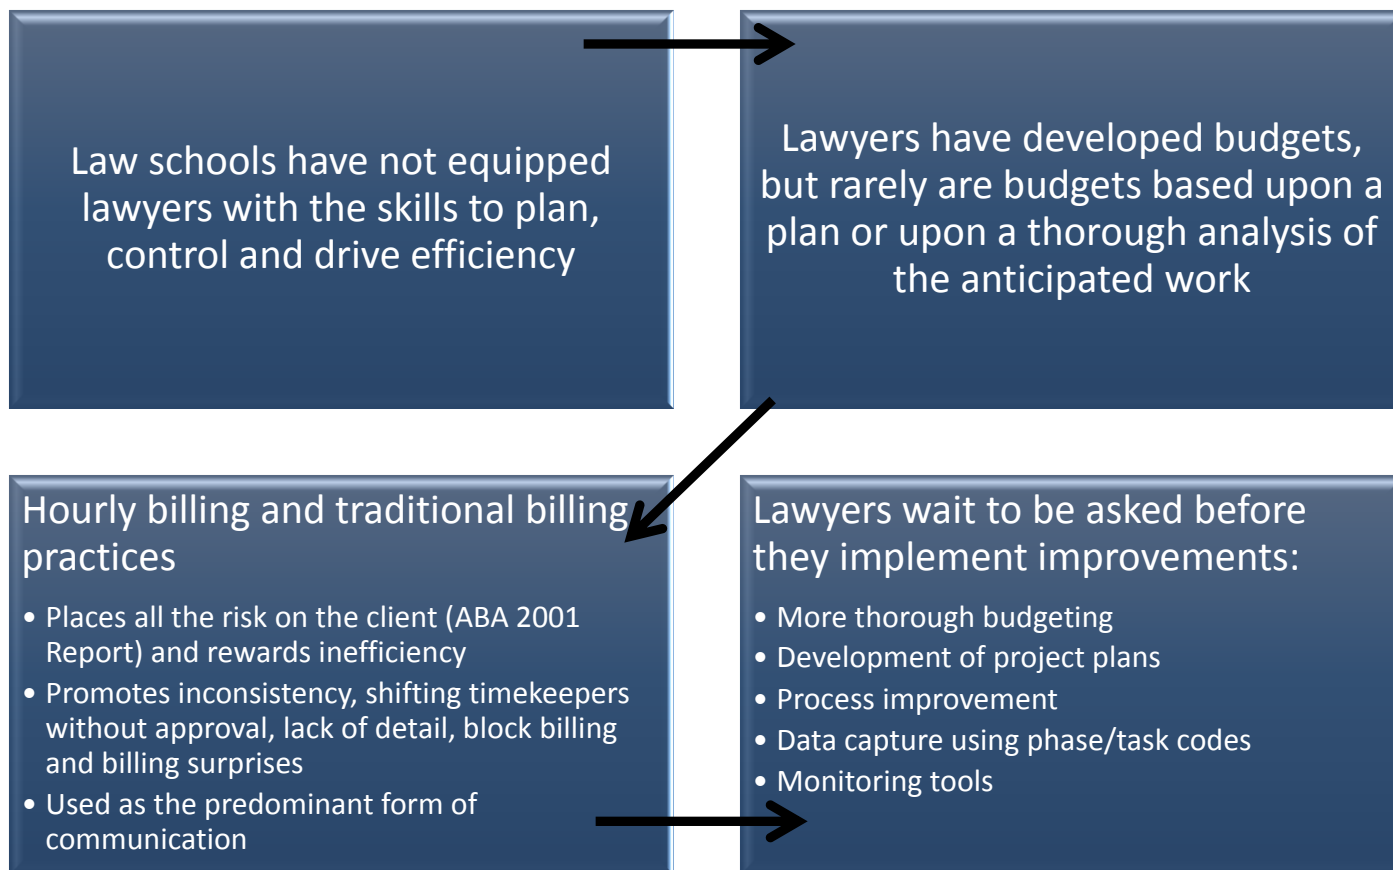 Law schools have not equipped
lawyers with the skills to plan,
control and drive efficiency
Lawyers have developed budgets,
but rarely are budgets based upon a
plan or upon a thorough analysis of
the anticipated work
Hourly billing and traditional billing
practices
• Places all the risk on the client (ABA 2001
Report) and rewards inefficiency
• Promotes inconsistency, shifting timekeepers
without approval, lack of detail, block billing
and billing surprises
• Used as the predominant form of
communication
Lawyers wait to be asked before
they implement improvements:
• More thorough budgeting
• Development of project plans
• Process improvement
• Data capture using phase/task codes
• Monitoring tools